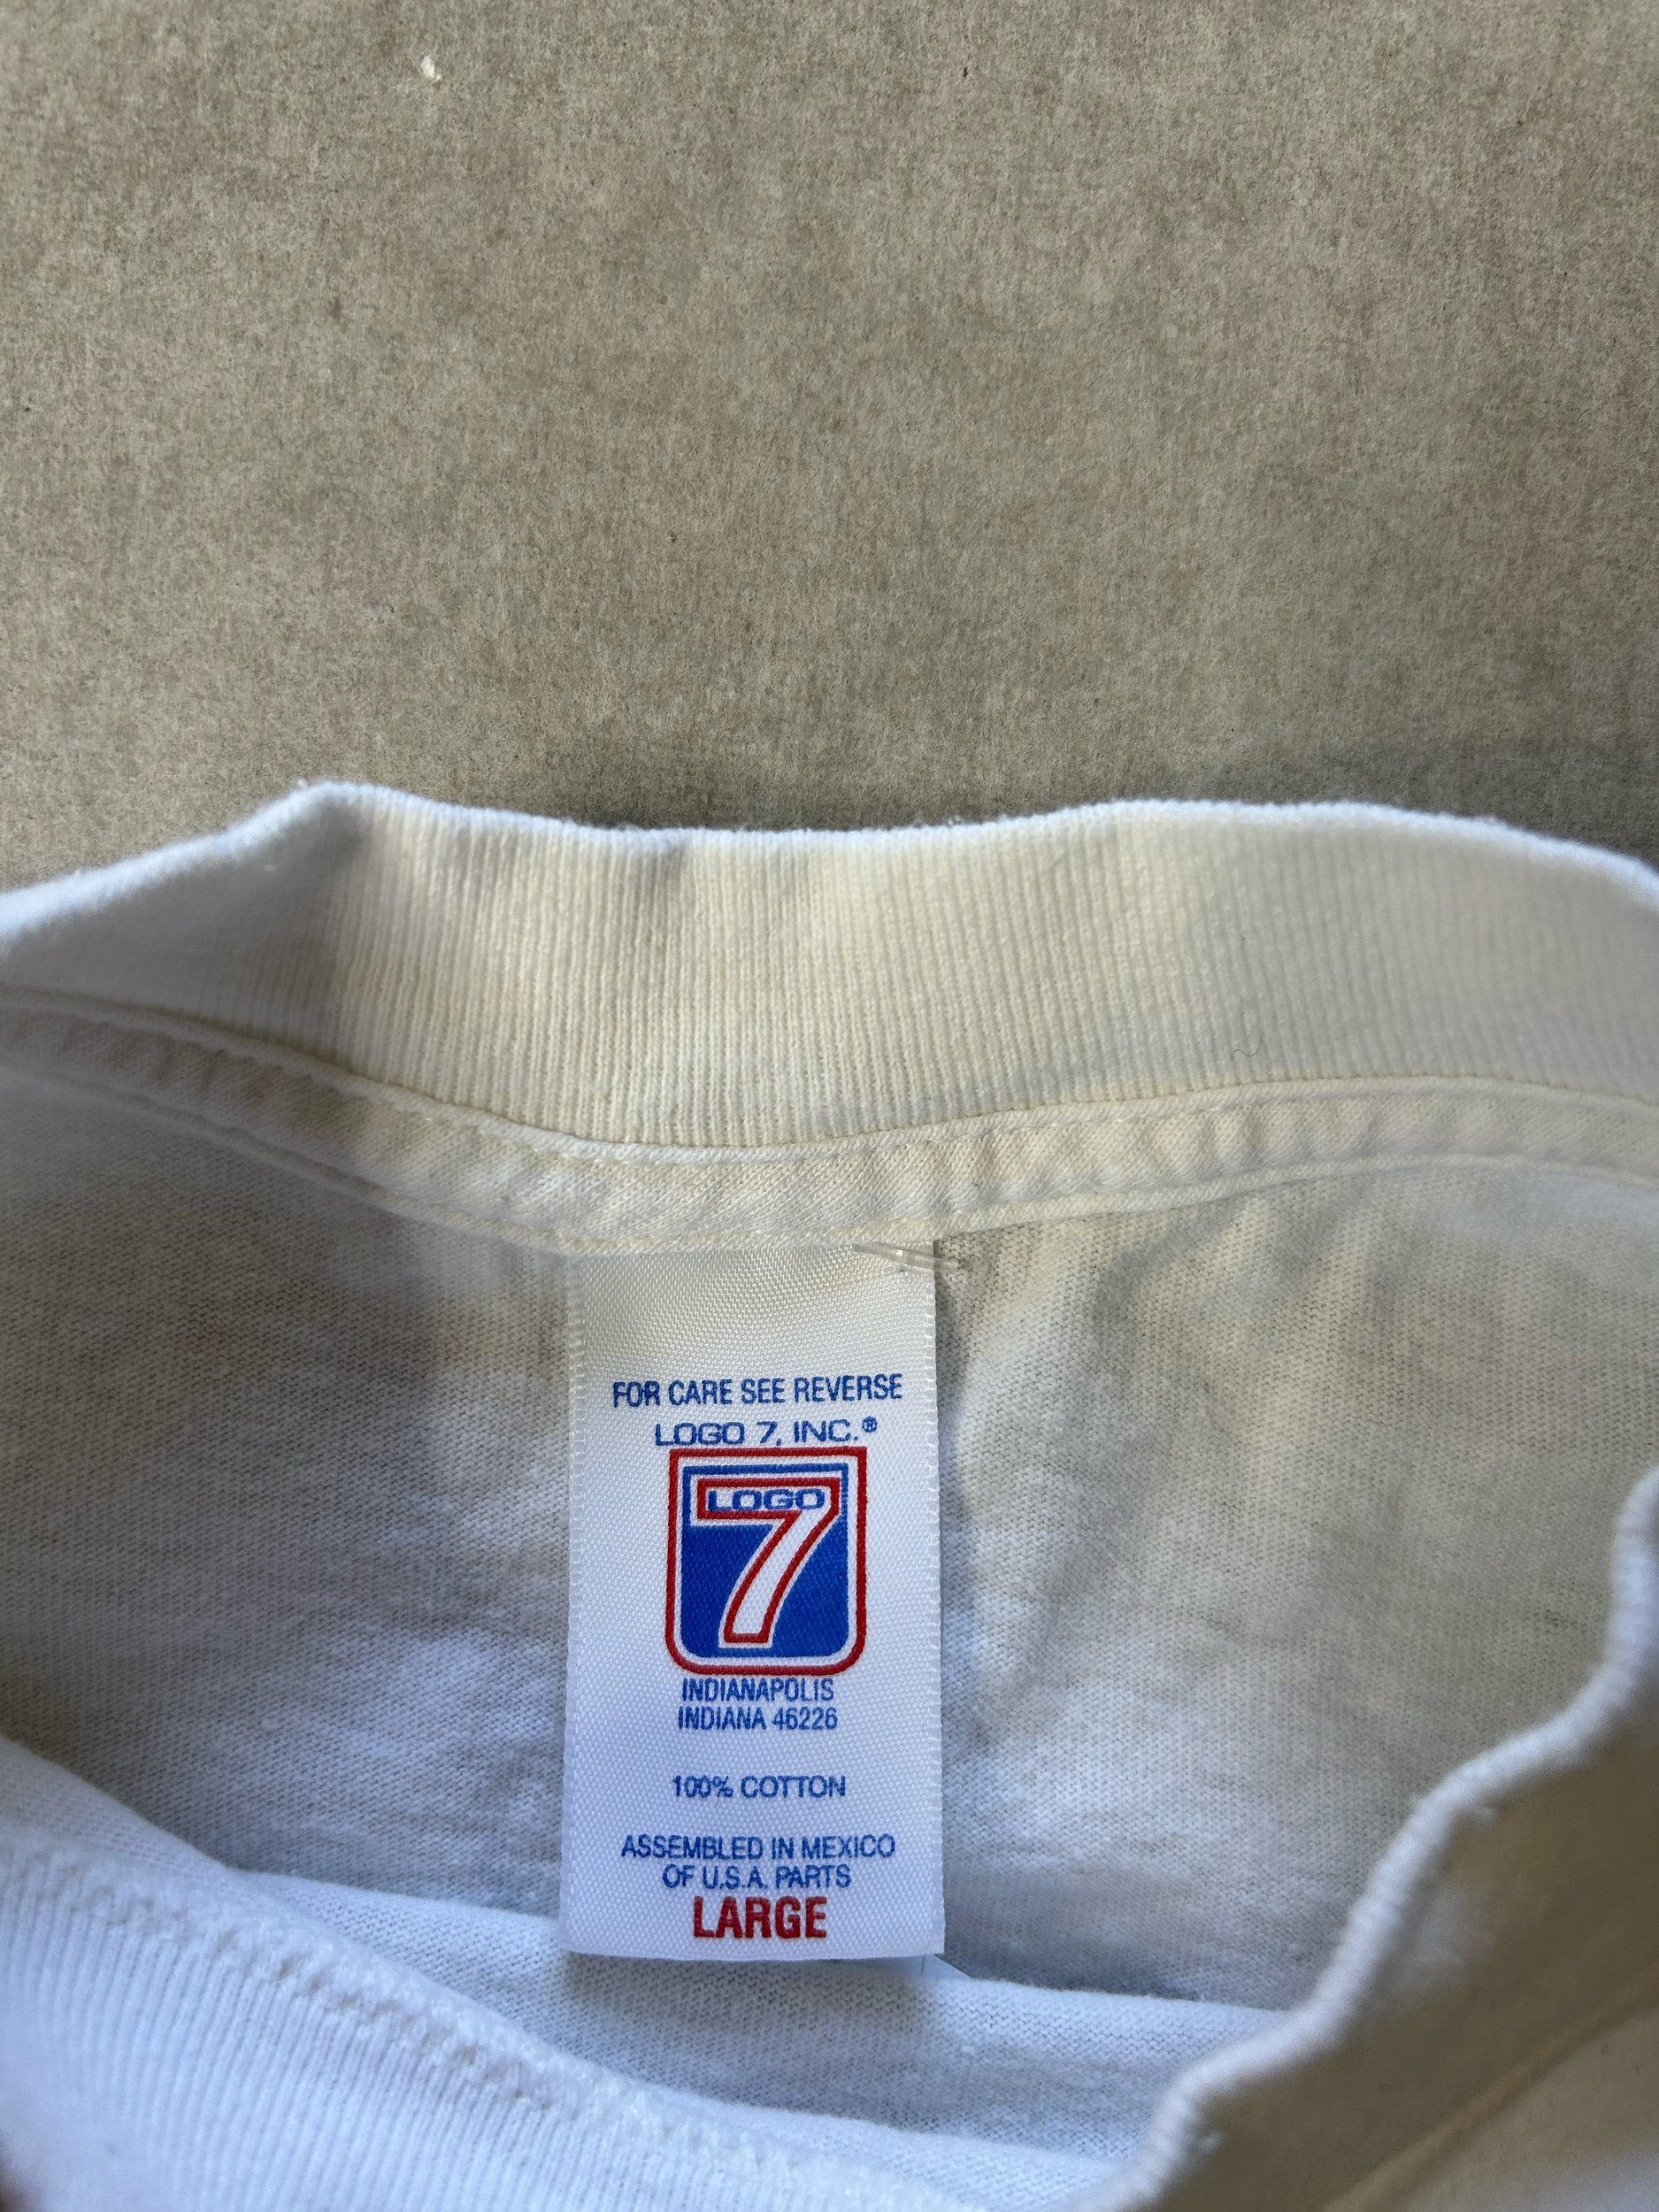 FOR CARE SEE REVERSE
LOGO 7, INC.®
LOGO
7
INDIANAPOLIS
INDIANA 46226
100% COTTON
ASSEMBLED IN MEXICO
OF U.S.A. PARTS
LARGE